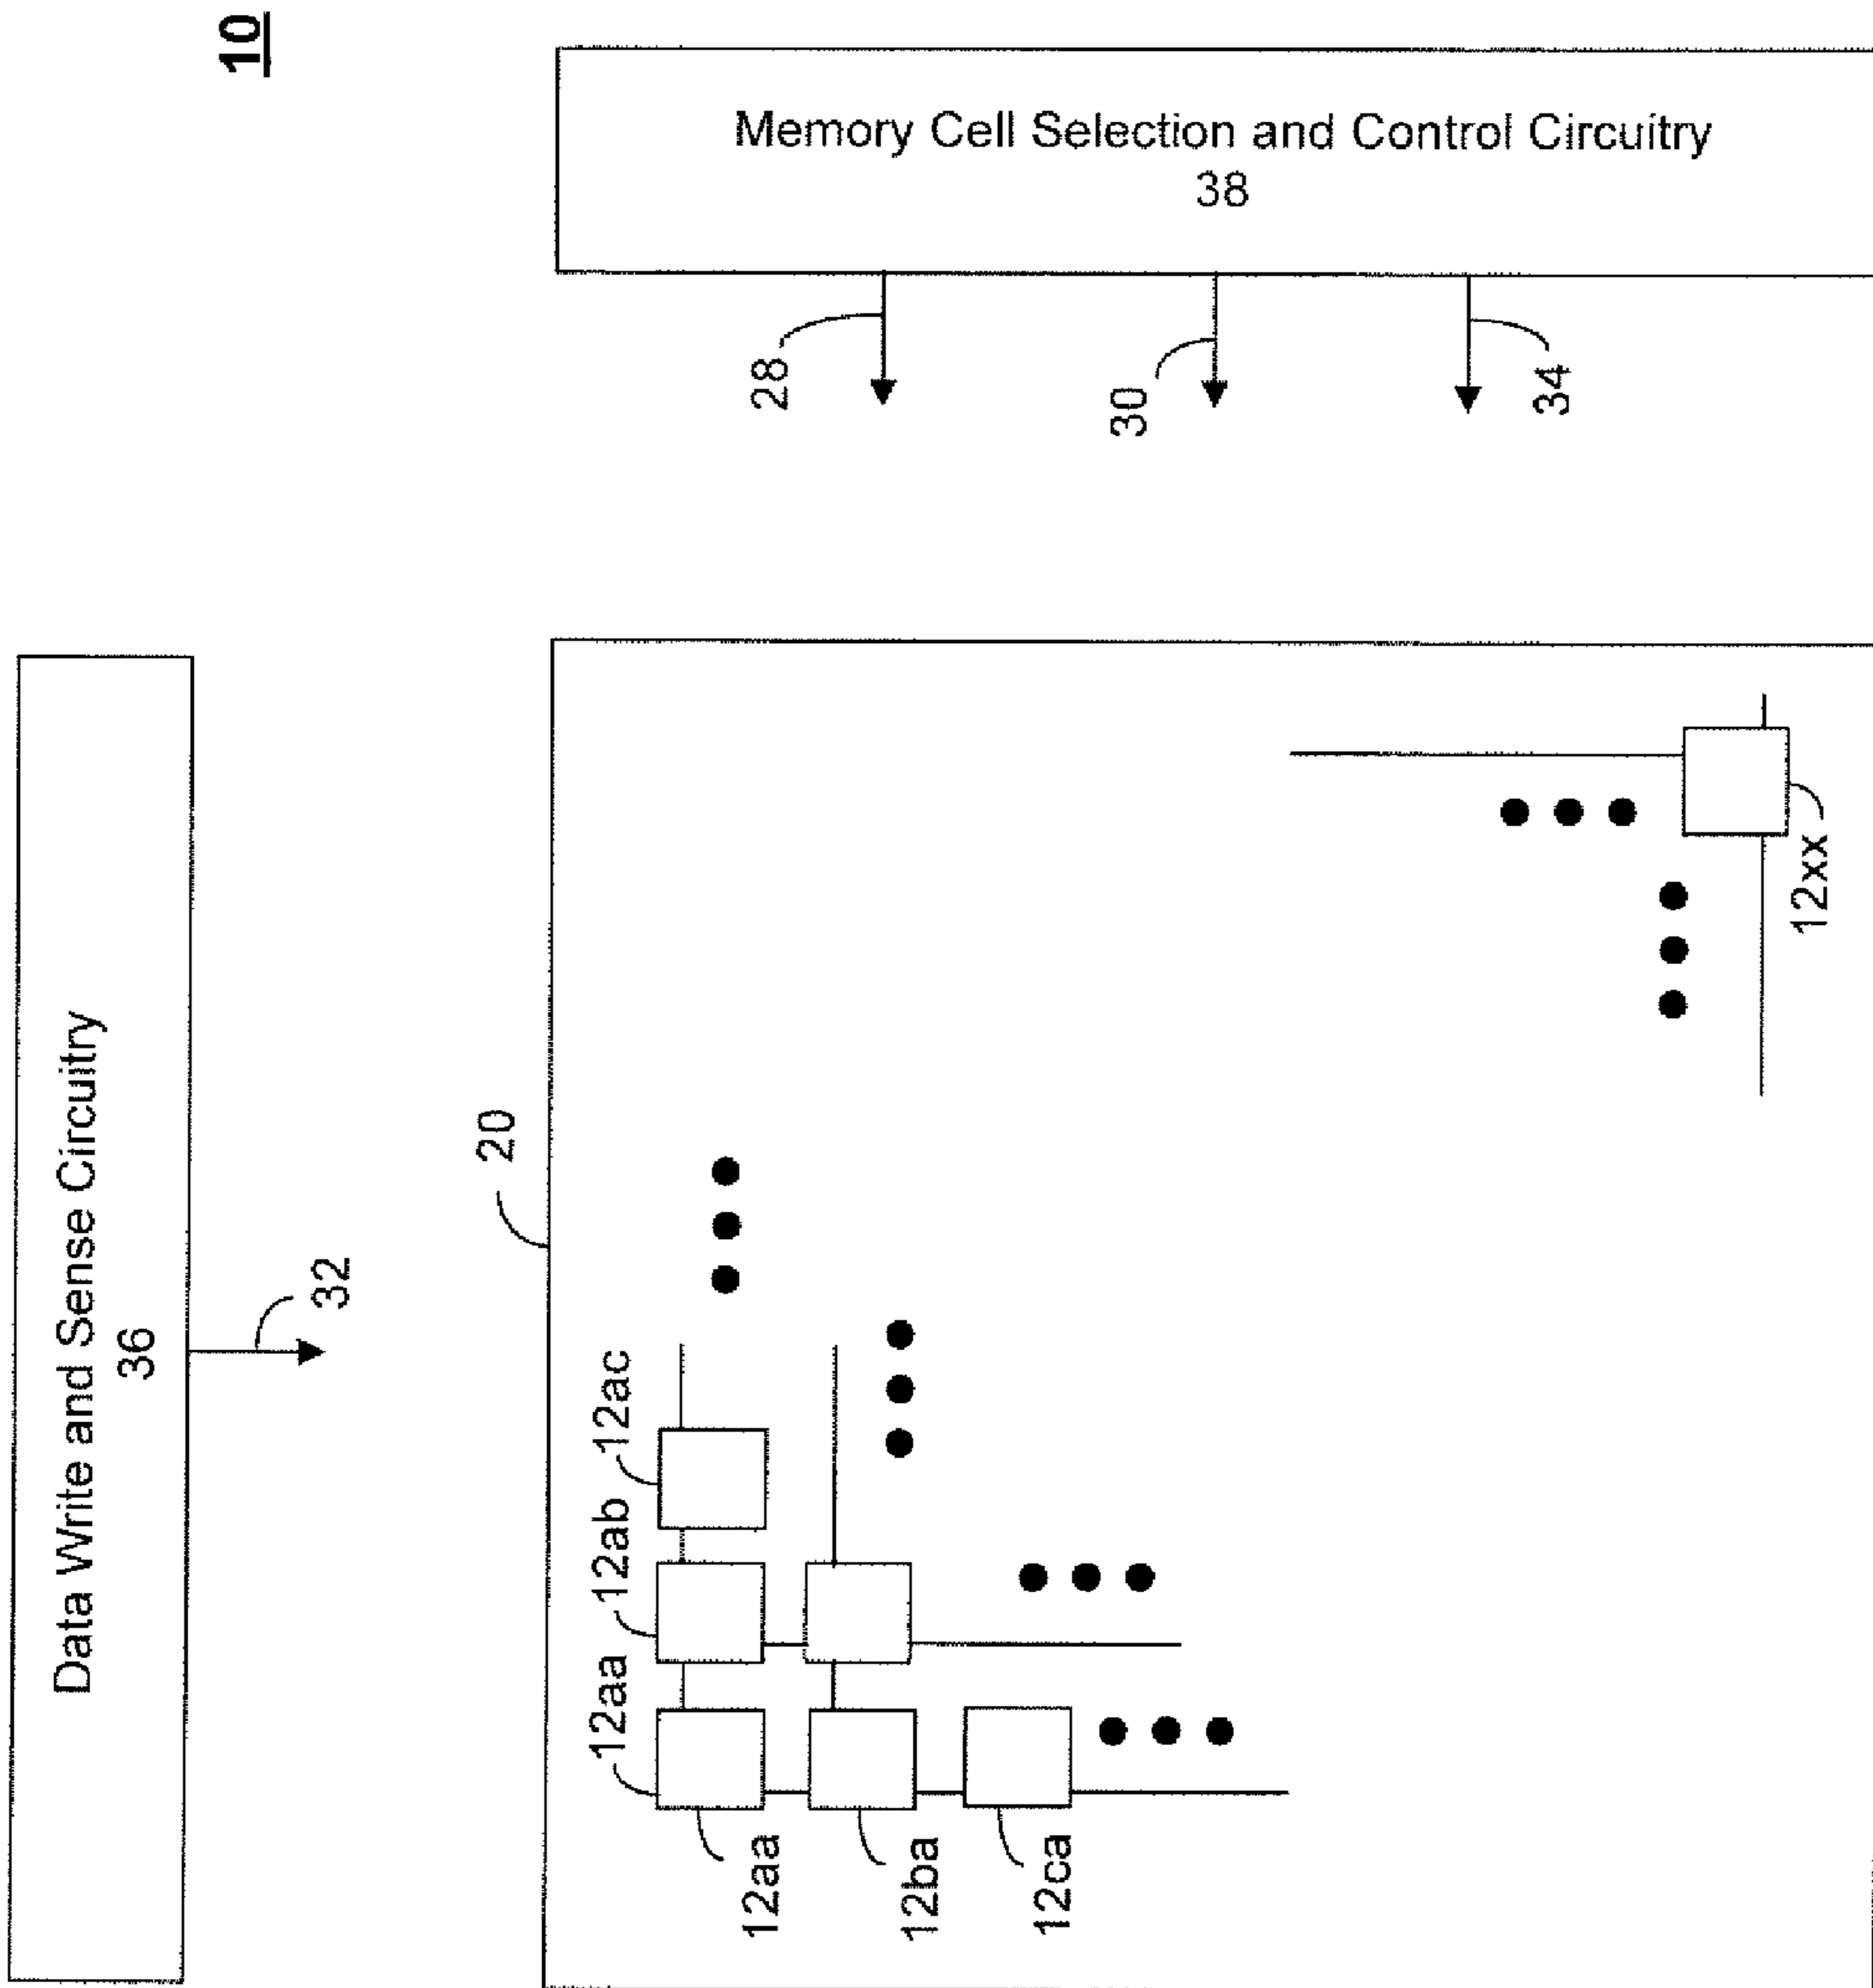 10
Data Write and Sense Circuitry
36
32
20
12aa
12ab
12ac
12aa
12ba
12ca
12xx
Memory Cell Selection and Control Circuitry
38
28
30
34